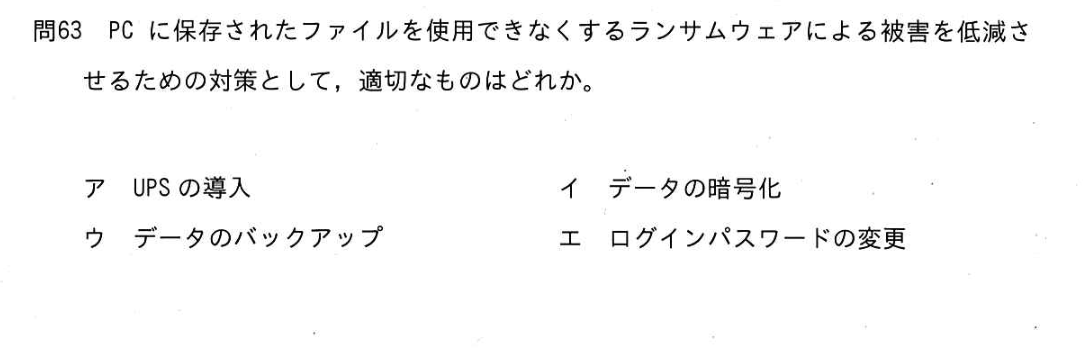 問63 PC に保存されたファイルを使用できなくするランサムウェアによる被害を低減さ
せるための対策として，適切なものはどれか。
ア UPS の導入 イ データの暗号化
ウ データのバックアップ エ ログインパスワードの変更